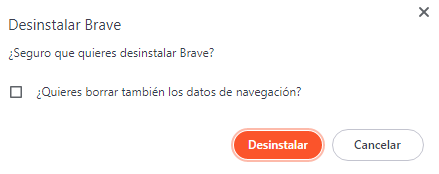 Desinstalar Brave
¿Seguro que quieres desinstalar Brave?
¿Quieres borrar también los datos de navegación?
Desinstalar
Cancelar